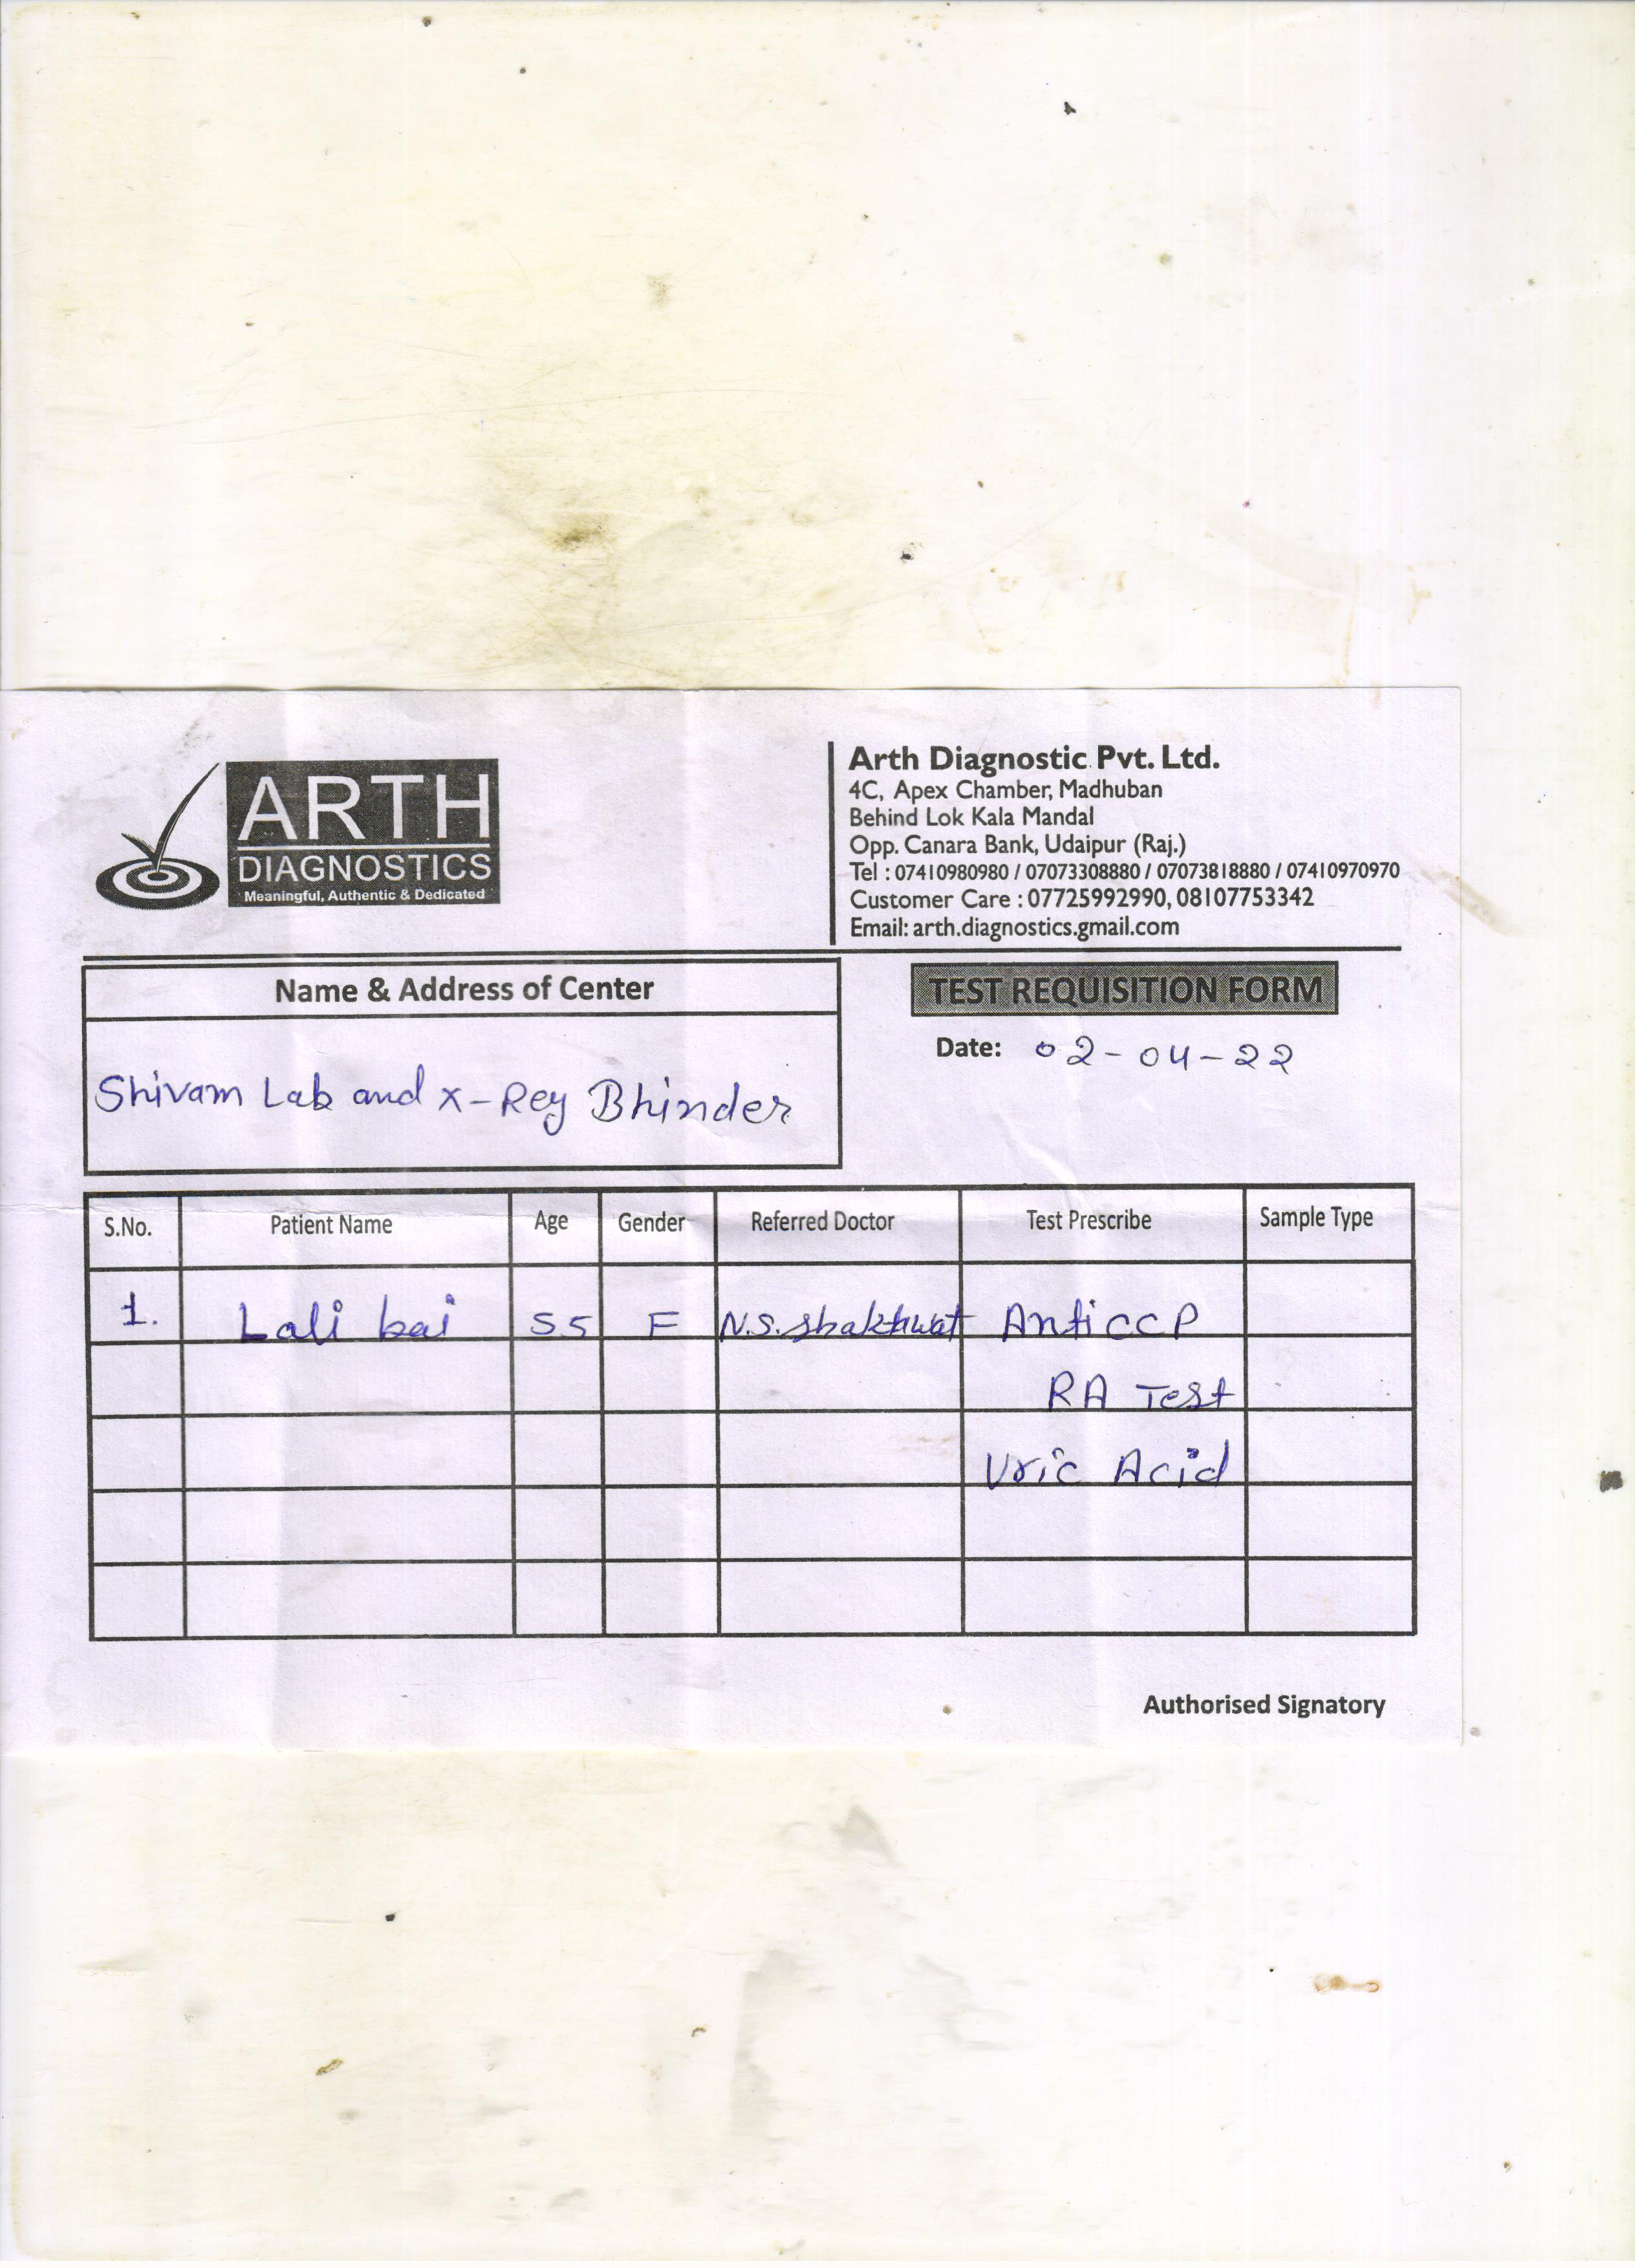 ARTH
DIAGNOSTICS
Meaningful, Authentic & Dedicated
Arth Diagnostic Pvt. Ltd.
4C, Apex Chamber, Madhuban
Behind Lok Kala Mandal
Opp. Canara Bank, Udaipur (Raj.)
Tel : 07410980980 / 07073308880 / 07073818880 / 07410970970
Customer Care : 07725992990, 08107753342
Email: arth.diagnostics.gmail.com
Name & Address of Center
Shivam Lab and X-Rey Bhinder
TEST REQUISITION FORM
Date: 02-04-22
S.No. Patient Name Age Gender Referred Doctor Test Prescribe Sample Type
1. Lali bai 55 F N.S. Shakhwat Anti CCP
RA Test
Uric Acid
Authorised Signatory